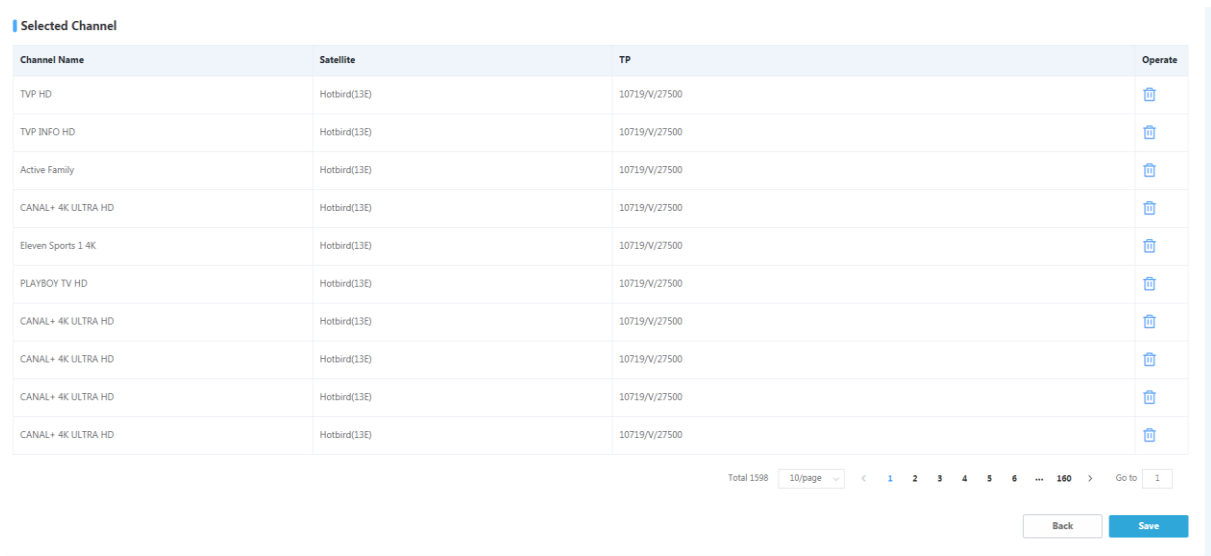 Selected Channel
Channel Name Satellite TP Operate
TVP HD Hotbird(13E) 10719/V/27500
TVP INFO HD Hotbird(13E) 10719/V/27500
Active Family Hotbird(13E) 10719/V/27500
CANAL+ 4K ULTRA HD Hotbird(13E) 10719/V/27500
Eleven Sports 1 4K Hotbird(13E) 10719/V/27500
PLAYBOY TV HD Hotbird(13E) 10719/V/27500
CANAL+ 4K ULTRA HD Hotbird(13E) 10719/V/27500
CANAL+ 4K ULTRA HD Hotbird(13E) 10719/V/27500
CANAL+ 4K ULTRA HD Hotbird(13E) 10719/V/27500
CANAL+ 4K ULTRA HD Hotbird(13E) 10719/V/27500
Total 1598 10/page < 1 2 3 4 5 6 ... 160 > Go to 1
Back Save